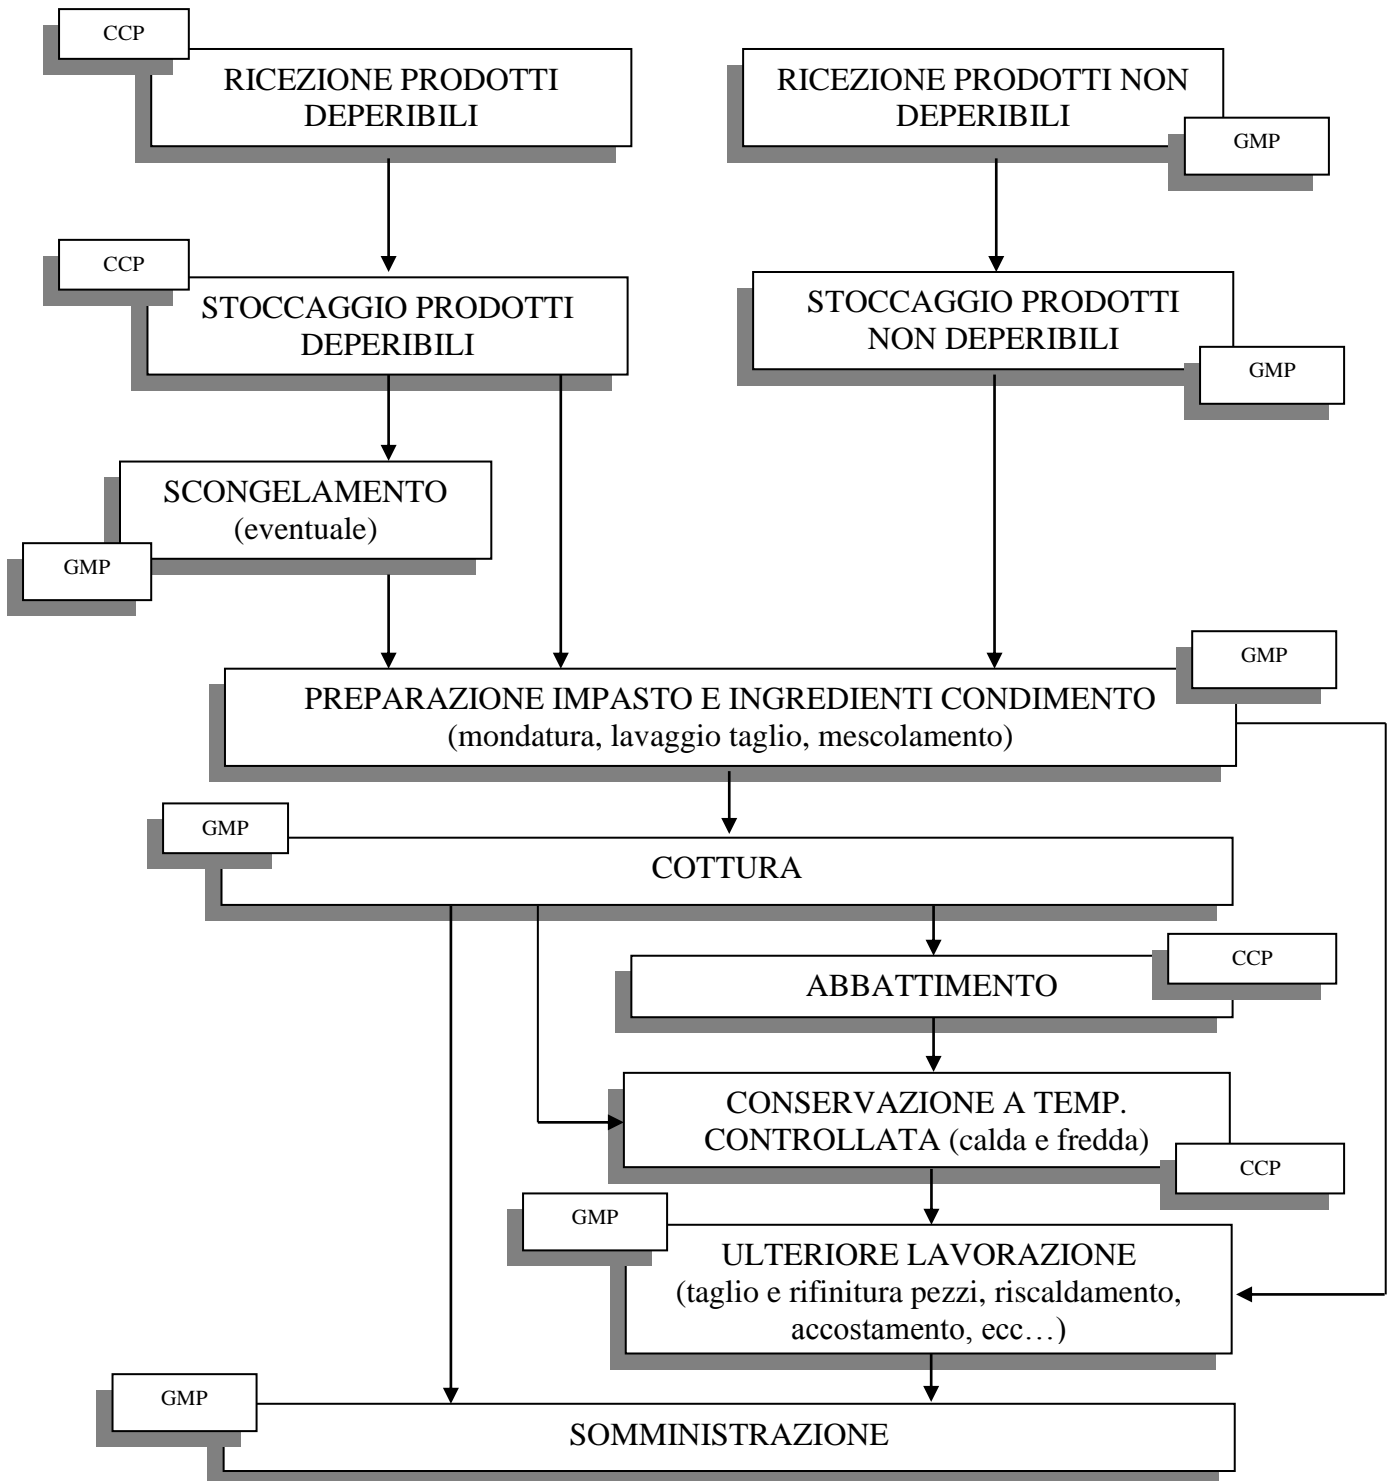 CCP
RICEZIONE PRODOTTI
DEPERIBILI
RICEZIONE PRODOTTI NON
DEPERIBILI
GMP
CCP
STOCCAGGIO PRODOTTI
DEPERIBILI
STOCCAGGIO PRODOTTI
NON DEPERIBILI
GMP
SCONGELAMENTO
(eventuale)
GMP
GMP
PREPARAZIONE IMPASTO E INGREDIENTI CONDIMENTO
(mondatura, lavaggio taglio, mescolamento)
GMP
COTTURA
CCP
ABBATTIMENTO
CONSERVAZIONE A TEMP.
CONTROLLATA (calda e fredda)
CCP
GMP
ULTERIORE LAVORAZIONE
(taglio e rifinitura pezzi, riscaldamento,
accostamento, ecc…)
GMP
SOMMINISTRAZIONE